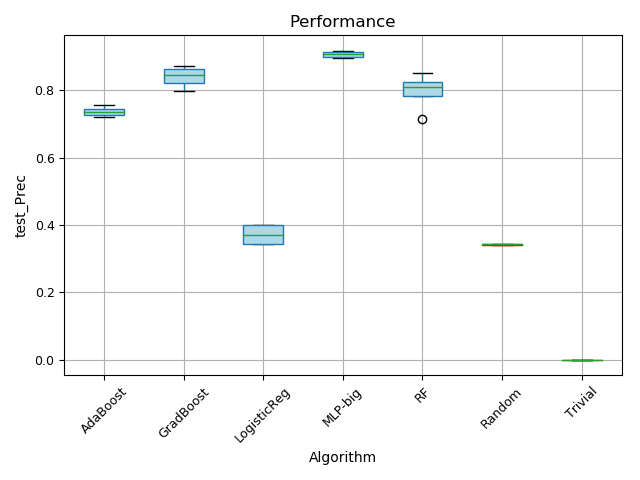 Performance
test_Prec
0.8
0.6
0.4
0.2
0.0
AdaBoost
GradBoost
LogisticReg
MLP-big
RF
Random
Trivial
Algorithm